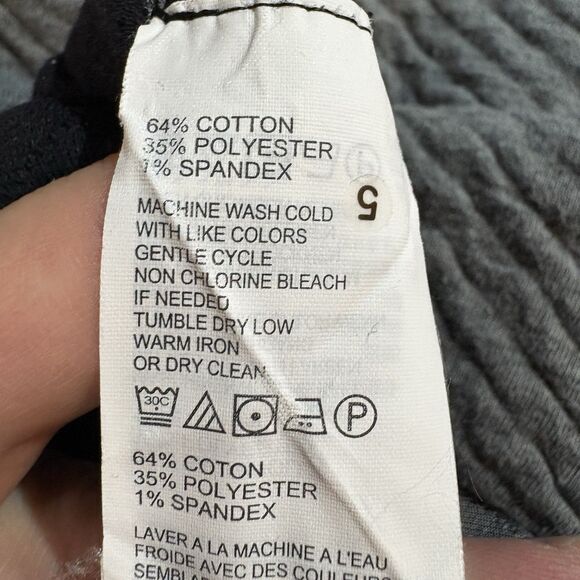 64% COTTON
35% POLYESTER
1% SPANDEX
5
MACHINE WASH COLD
WITH LIKE COLORS
GENTLE CYCLE
NON CHLORINE BLEACH
IF NEEDED
TUMBLE DRY LOW
WARM IRON
OR DRY CLEAN
30C P
64% COTON
35% POLYESTER
1% SPANDEX
LAVER A LA MACHINE A L'EAU
FROIDE AVEC DES COULEURS